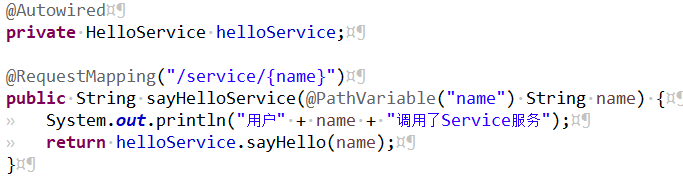 @Autowired
private HelloService helloService;
@RequestMapping("/service/{name}")
public String sayHelloService(@PathVariable("name") String name) {
System.out.println("用户" + name + "调用了Service服务");
return helloService.sayHello(name);
}